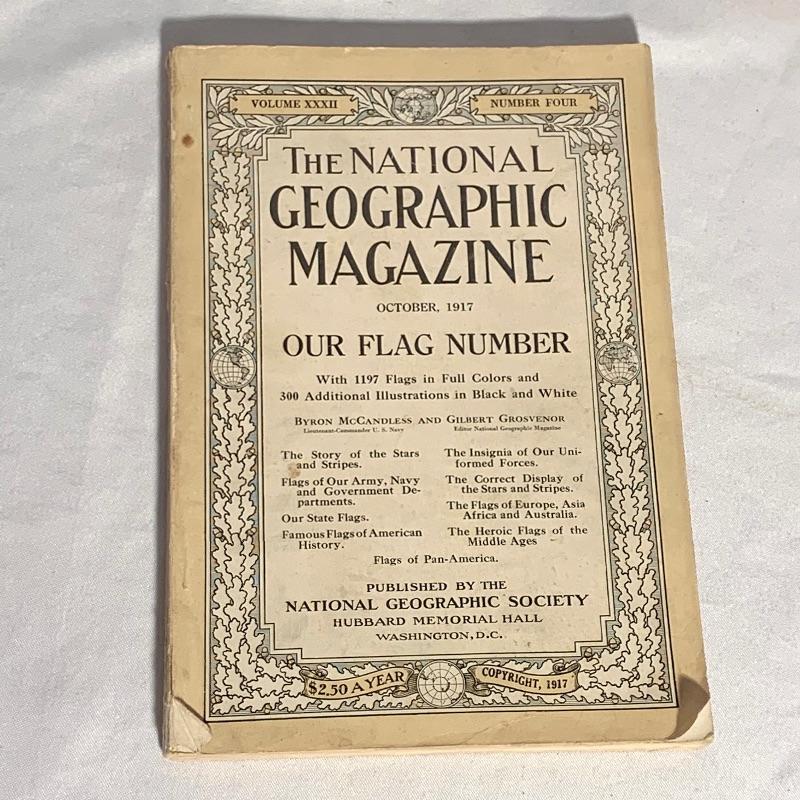 VOLUME XXXII
NUMBER FOUR
THE NATIONAL
GEOGRAPHIC
MAGAZINE
OCTOBER, 1917
OUR FLAG NUMBER
With 1197 Flags in Full Colors and
300 Additional Illustrations in Black and White
BYRON MCCANDLESS AND GILBERT GROSVENOR
Lieutenant-Commander U. S. Navy
Editor National Geographic Magazine
The Story of the Stars
and Stripes.
Flags of Our Army, Navy
and Government De-
partments.
Our State Flags.
Famous Flags of American
History.
The Insignia of Our Uni-
formed Forces.
The Correct Display of
the Stars and Stripes.
The Flags of Europe, Asia
Africa and Australia.
The Heroic Flags of the
Middle Ages
Flags of Pan-America.
PUBLISHED BY THE
NATIONAL GEOGRAPHIC SOCIETY
HUBBARD MEMORIAL HALL
WASHINGTON, D.C.
$2.50 A YEAR
COPYRIGHT, 1917